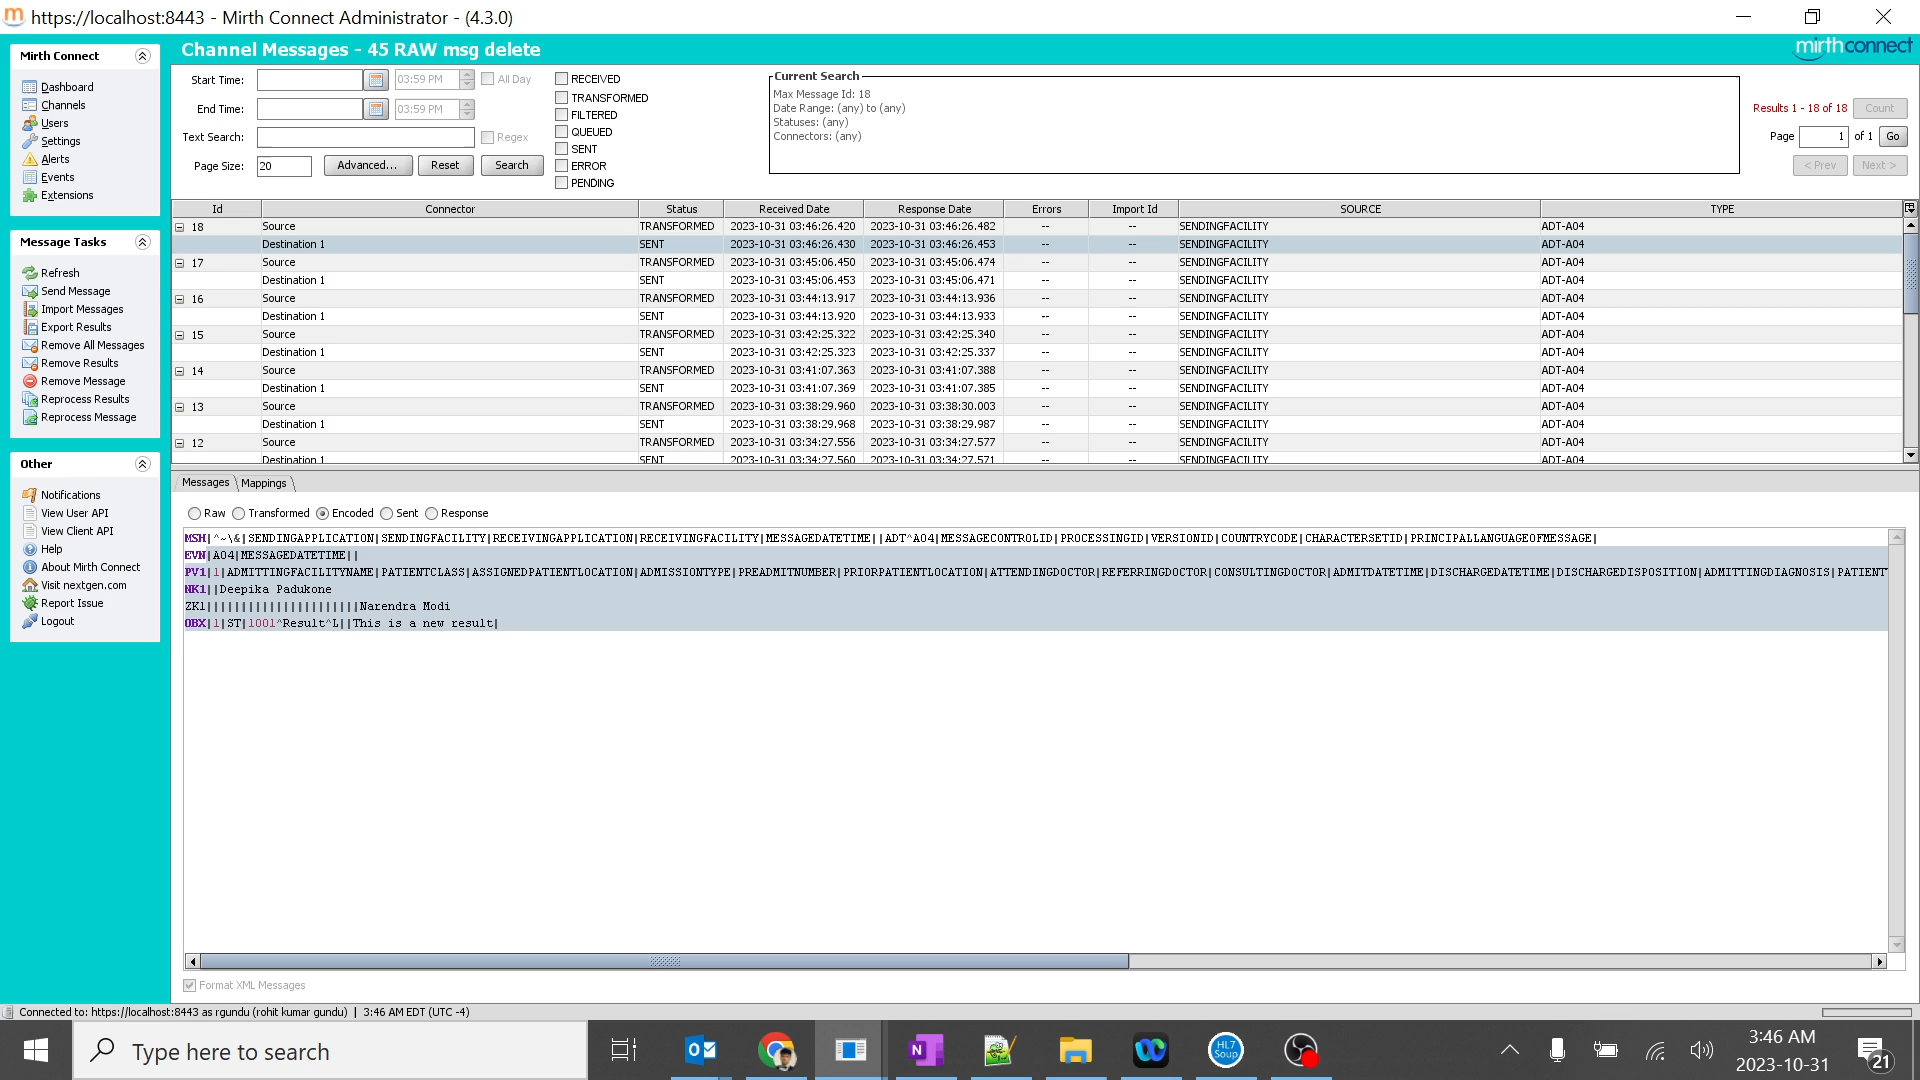 https://localhost:8443 - Mirth Connect Administrator - (4.3.0)
Mirth Connect
Dashboard
Channels
Users
Settings
Alerts
Events
Extensions
Message Tasks
Refresh
Send Message
Import Messages
Export Results
Remove All Messages
Remove Results
Remove Message
Reprocess Results
Reprocess Message
Other
Notifications
View User API
View Client API
Help
About Mirth Connect
Visit nextgen.com
Report Issue
Logout
Channel Messages - 45 RAW msg delete
mirthconnect
Start Time: 03:59 PM All Day
End Time: 03:59 PM
Text Search: Regex
Page Size: 20 Advanced... Reset Search
RECEIVED
TRANSFORMED
FILTERED
QUEUED
SENT
ERROR
PENDING
Current Search
Max Message Id: 18
Date Range: (any) to (any)
Statuses: (any)
Connectors: (any)
Results 1 - 18 of 18 Count
Page 1 of 1 Go
< Prev Next >
Id Connector Status Received Date Response Date Errors Import Id SOURCE TYPE
18 Source TRANSFORMED 2023-10-31 03:46:26.420 2023-10-31 03:46:26.482 -- -- SENDINGFACILITY ADT-A04
Destination 1 SENT 2023-10-31 03:46:26.430 2023-10-31 03:46:26.453 -- -- SENDINGFACILITY ADT-A04
17 Source TRANSFORMED 2023-10-31 03:45:06.450 2023-10-31 03:45:06.474 -- -- SENDINGFACILITY ADT-A04
Destination 1 SENT 2023-10-31 03:45:06.453 2023-10-31 03:45:06.471 -- -- SENDINGFACILITY ADT-A04
16 Source TRANSFORMED 2023-10-31 03:44:13.917 2023-10-31 03:44:13.936 -- -- SENDINGFACILITY ADT-A04
Destination 1 SENT 2023-10-31 03:44:13.920 2023-10-31 03:44:13.933 -- -- SENDINGFACILITY ADT-A04
15 Source TRANSFORMED 2023-10-31 03:42:25.322 2023-10-31 03:42:25.340 -- -- SENDINGFACILITY ADT-A04
Destination 1 SENT 2023-10-31 03:42:25.323 2023-10-31 03:42:25.337 -- -- SENDINGFACILITY ADT-A04
14 Source TRANSFORMED 2023-10-31 03:41:07.363 2023-10-31 03:41:07.388 -- -- SENDINGFACILITY ADT-A04
Destination 1 SENT 2023-10-31 03:41:07.369 2023-10-31 03:41:07.385 -- -- SENDINGFACILITY ADT-A04
13 Source TRANSFORMED 2023-10-31 03:38:29.960 2023-10-31 03:38:30.003 -- -- SENDINGFACILITY ADT-A04
Destination 1 SENT 2023-10-31 03:38:29.968 2023-10-31 03:38:29.987 -- -- SENDINGFACILITY ADT-A04
12 Source TRANSFORMED 2023-10-31 03:34:27.556 2023-10-31 03:34:27.577 -- -- SENDINGFACILITY ADT-A04
Destination 1 SENT 2023-10-31 03:34:27.560 2023-10-31 03:34:27.571 -- -- SENDINGFACILITY ADT-A04
Messages Mappings
Raw Transformed Encoded Sent Response
MSH|^~\&|SENDINGAPPLICATION|SENDINGFACILITY|RECEIVINGAPPLICATION|RECEIVINGFACILITY|MESSAGEDATETIME||ADT^A04|MESSAGECONTROLID|PROCESSINGID|VERSIONID|COUNTRYCODE|CHARACTERSETID|PRINCIPALLANGUAGEOFMESSAGE|
EVN|A04|MESSAGEDATETIME||
PV1|1|ADMITTINGFACILITYNAME|PATIENTCLASS|ASSIGNEDPATIENTLOCATION|ADMISSIONTYPE|PREADMITNUMBER|PRIORPATIENTLOCATION|ATTENDINGDOCTOR|REFERRINGDOCTOR|CONSULTINGDOCTOR|ADMITDATETIME|DISCHARGEDATETIME|DISCHARGEDISPOSITION|ADMITTINGDIAGNOSIS|PATIENT
NK1||Deepika Padukone
ZK1||||||||||||||||||||||Narendra Modi
OBX|1|ST|1001^Result^L||This is a new result|
Format XML Messages
Connected to: https://localhost:8443 as rgundu (rohit kumar gundu) | 3:46 AM EDT (UTC -4)
Type here to search
HL7
Soup
3:46 AM
2023-10-31
21